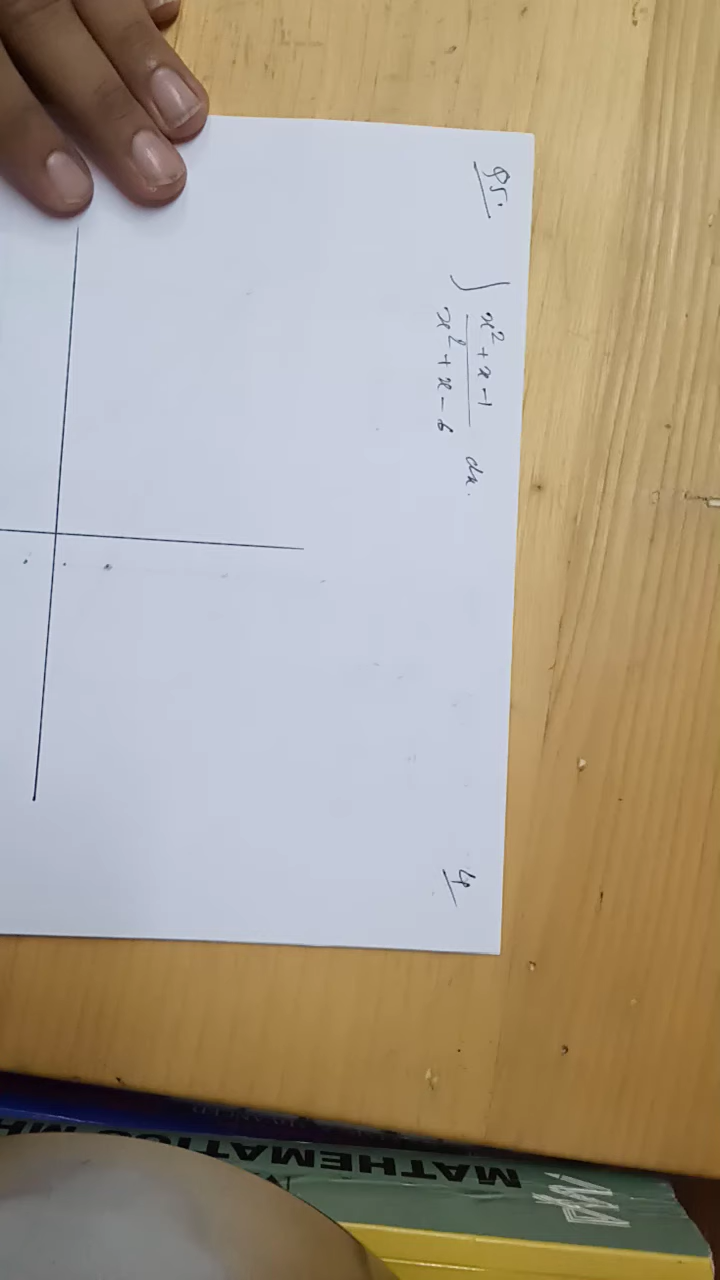 Q5.
∫ x² + x - 1 / x² + x - 6 dx.
4
MATHEMATICS